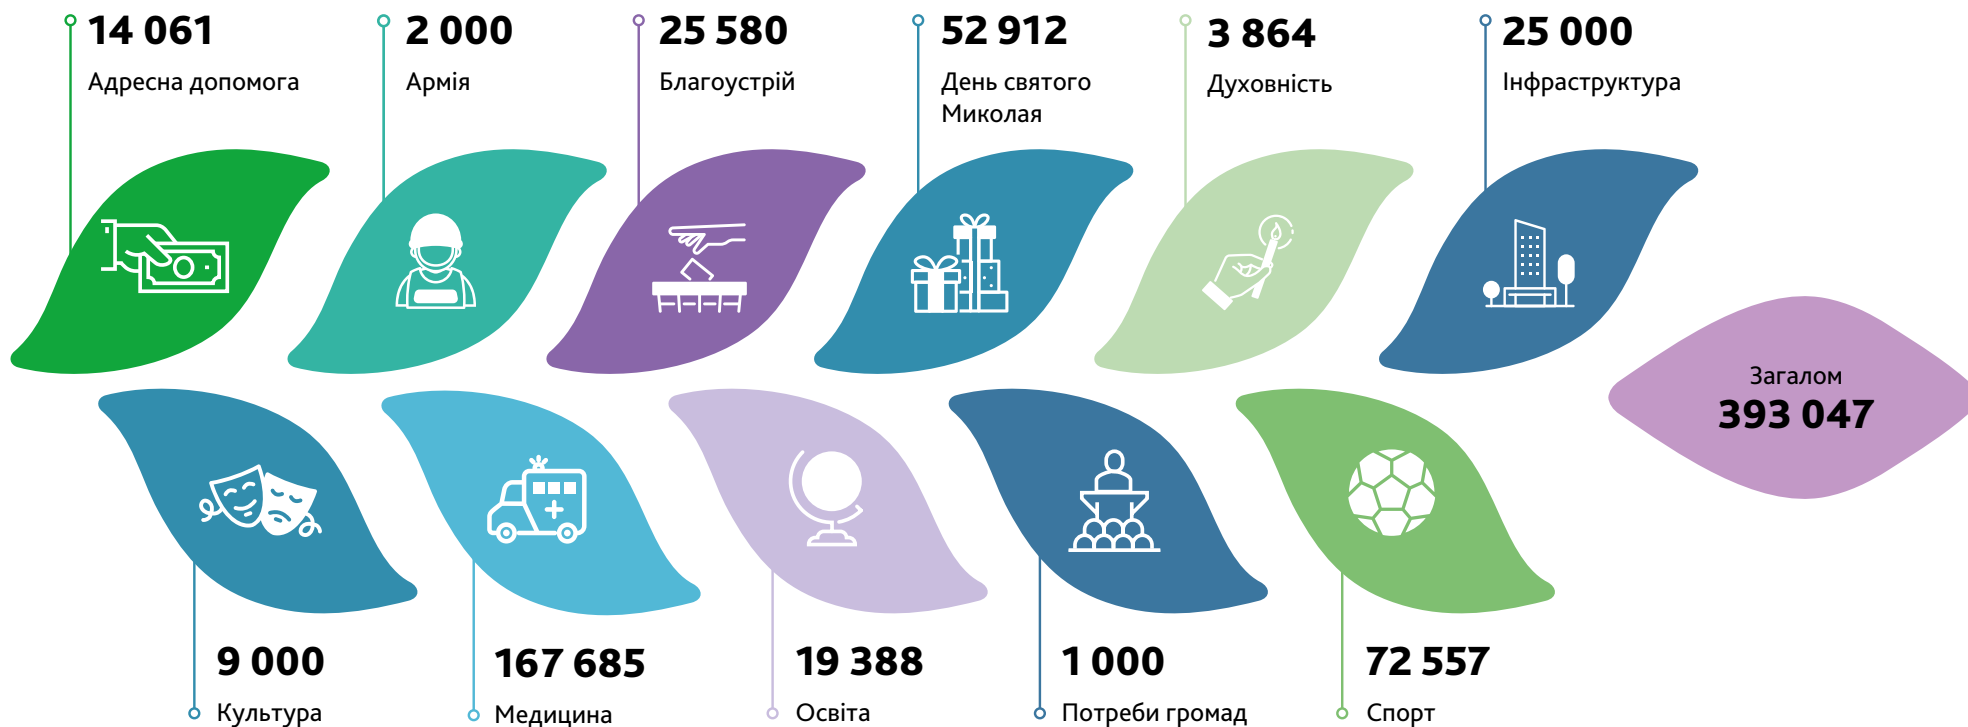 14 061
Адресна допомога
2 000
Армія
25 580
Благоустрій
52 912
День святого
Миколая
3 864
Духовність
25 000
Інфраструктура
Загалом
393 047
9 000
Культура
167 685
Медицина
19 388
Освіта
1 000
Потреби громад
72 557
Спорт